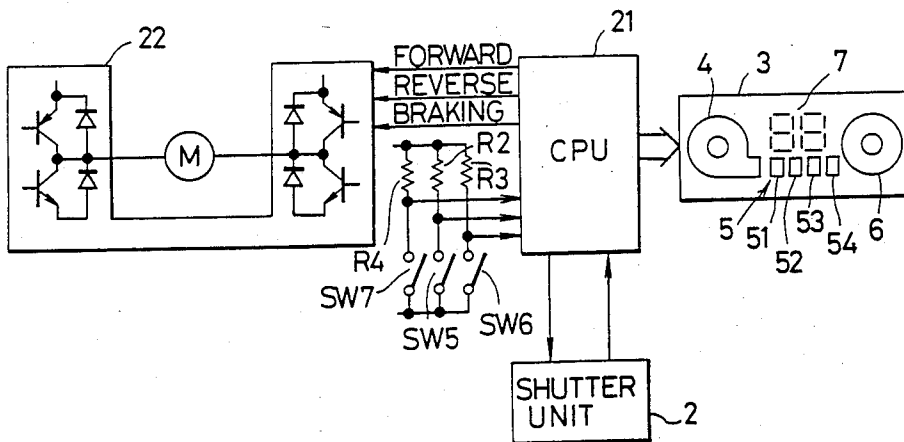 22
FORWARD
REVERSE
BRAKING
21
CPU
4
3
7
M
R2
R3
R4
5
51
52
53
54
6
SW7
SW5
SW6
SHUTTER
UNIT
2